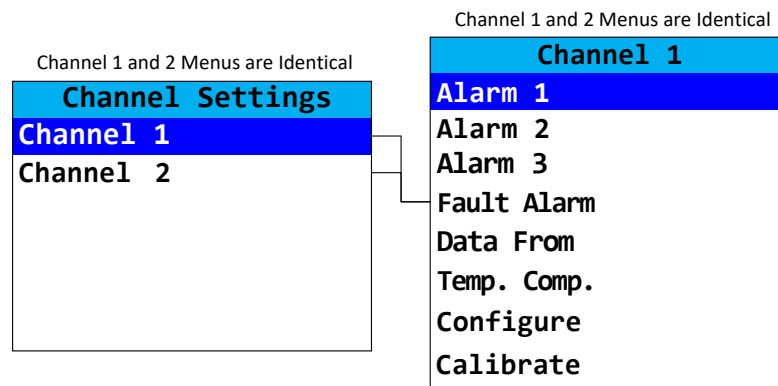 Channel 1 and 2 Menus are Identical
Channel Settings
Channel 1
Channel 2
Channel 1 and 2 Menus are Identical
Channel 1
Alarm 1
Alarm 2
Alarm 3
Fault Alarm
Data From
Temp. Comp.
Configure
Calibrate